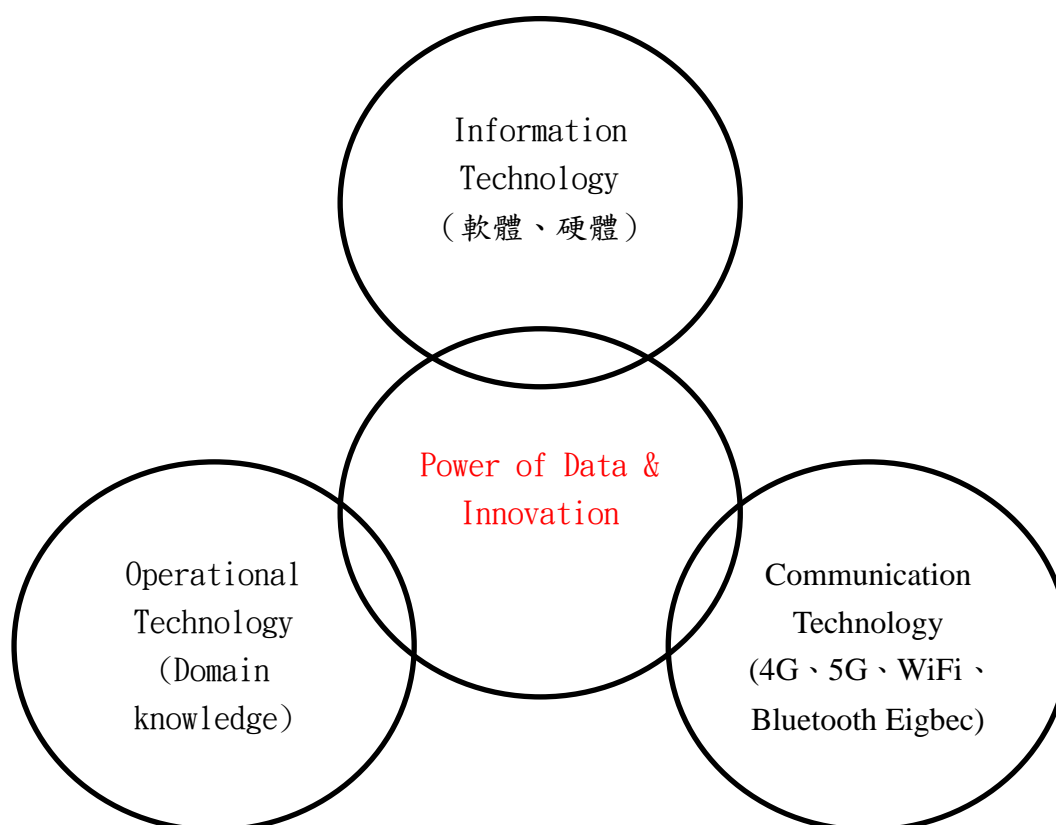 Information
Technology
（軟體、硬體）
Power of Data &
Innovation
Operational
Technology
(Domain
knowledge)
Communication
Technology
(4G、5G、WiFi、
Bluetooth Eigbec)